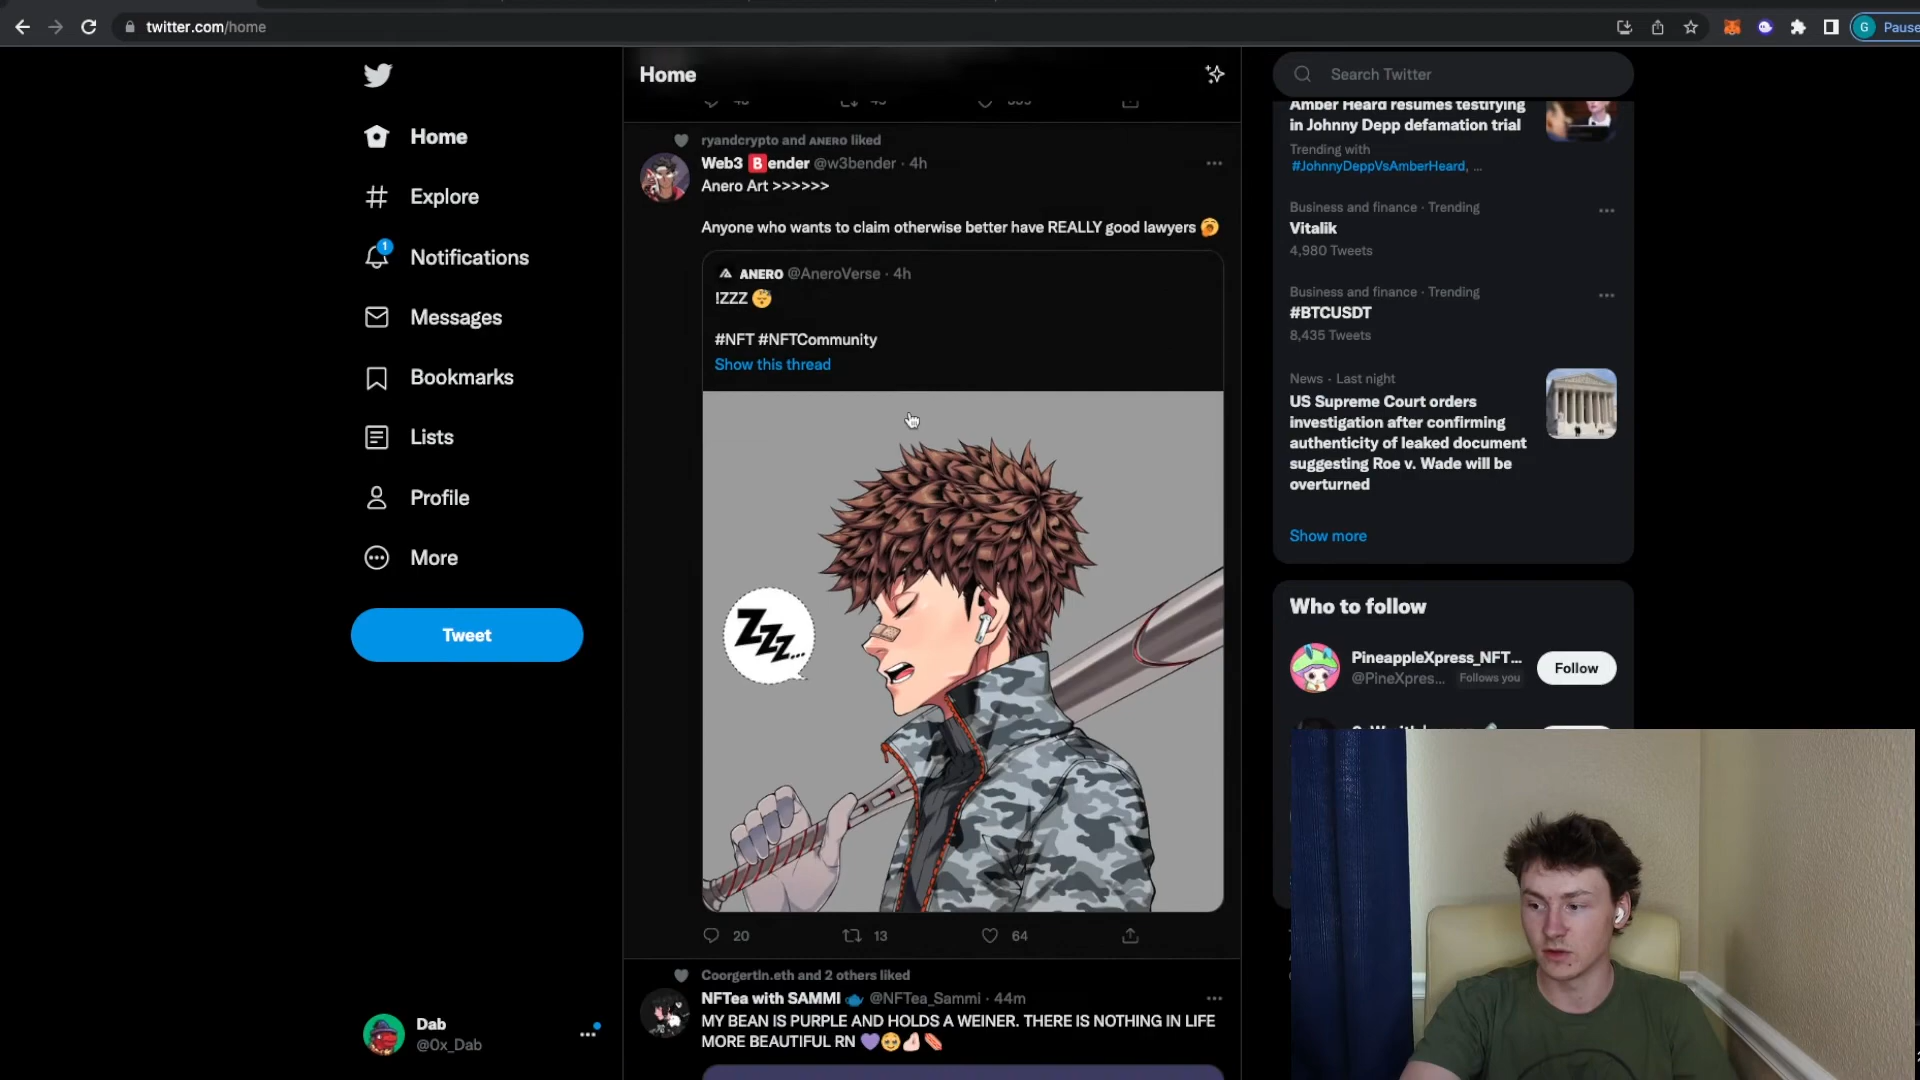 twitter.com/home
G Pause
Home
Explore
1
Notifications
Messages
Bookmarks
Lists
Profile
More
Tweet
Dab
@0x_Dab
Home
ryandcrypto and ANERO liked
Web3 🅱ender @w3bender · 4h
Anero Art >>>>>>
Anyone who wants to claim otherwise better have REALLY good lawyers 🥱
ANERO @AneroVerse · 4h
!ZZZ 😴
#NFT #NFTCommunity
Show this thread
ZZZ...
20 13 64
Coorgertln.eth and 2 others liked
NFTea with SAMMI 🫖 @NFTea_Sammi · 44m
MY BEAN IS PURPLE AND HOLDS A WEINER. THERE IS NOTHING IN LIFE
MORE BEAUTIFUL RN 💜🥹🤌🏻🌭
Search Twitter
Amber Heard resumes testifying
in Johnny Depp defamation trial
Trending with
#JohnnyDeppVsAmberHeard, ...
Business and finance · Trending
Vitalik
4,980 Tweets
Business and finance · Trending
#BTCUSDT
8,435 Tweets
News · Last night
US Supreme Court orders
investigation after confirming
authenticity of leaked document
suggesting Roe v. Wade will be
overturned
Show more
Who to follow
PineappleXpress_NFT...
@PineXpres... Follows you
Follow